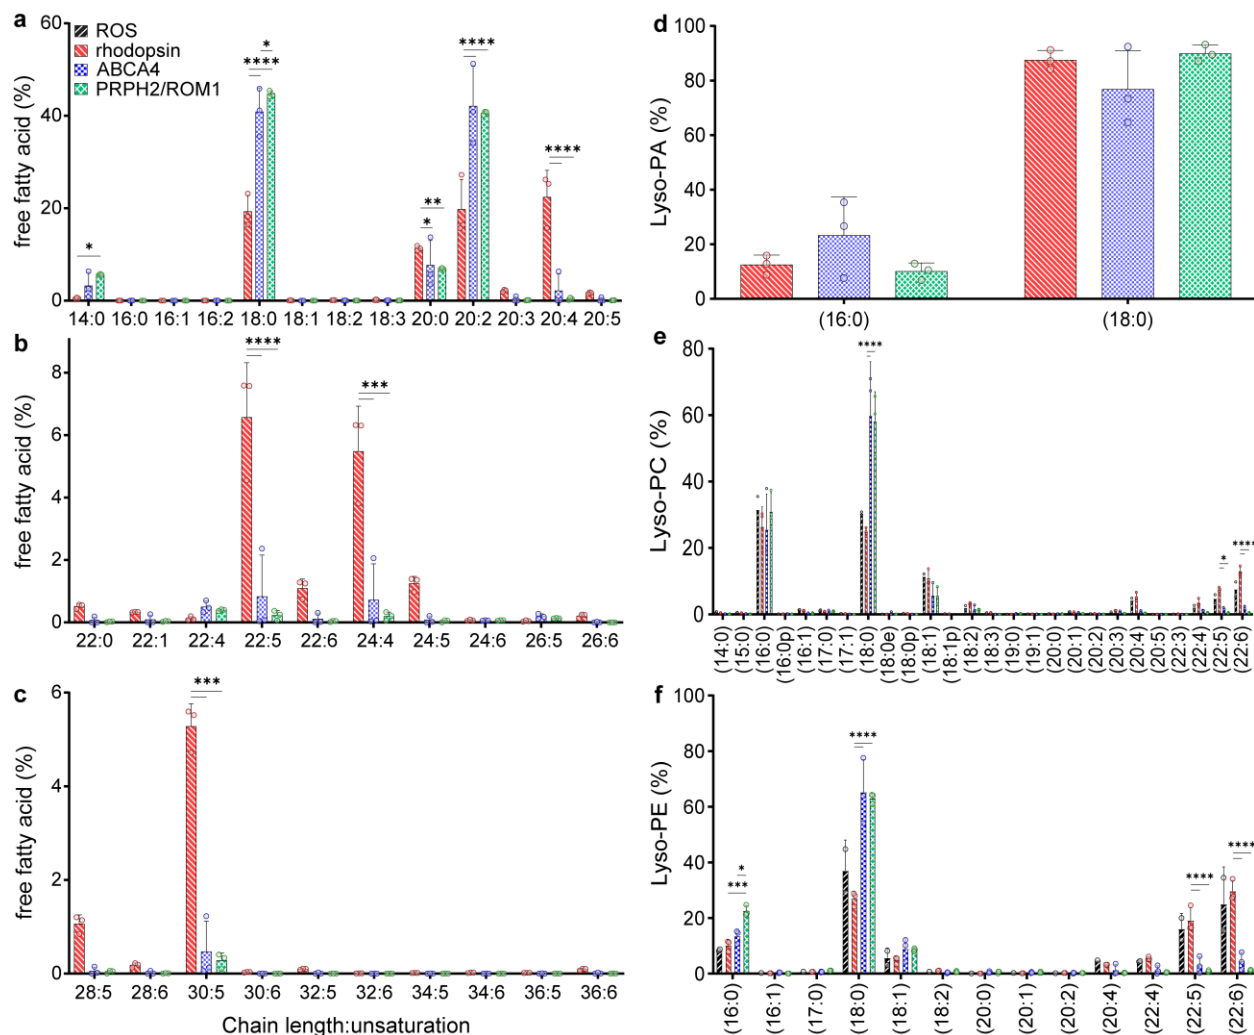 a
60
40
20
0
free fatty acid (%)
ROS
rhodopsin
ABCA4
PRPH2/ROM1
*
*
****
**
*
****
****
14:0 16:0 16:1 16:2 18:0 18:1 18:2 18:3 20:0 20:2 20:3 20:4 20:5
b
8
6
4
2
0
free fatty acid (%)
****
***
22:0 22:1 22:4 22:5 22:6 24:4 24:5 24:6 26:5 26:6
c
6
4
2
0
free fatty acid (%)
***
28:5 28:6 30:5 30:6 32:5 32:6 34:5 34:6 36:5 36:6
Chain length:unsaturation
d
100
80
60
40
20
0
Lyso-PA (%)
(16:0) (18:0)
e
80
60
40
20
0
Lyso-PC (%)
****
*
****
(14:0) (15:0) (16:0) (16:0p) (16:1) (17:0) (17:1) (18:0) (18:0e) (18:0p) (18:1) (18:1p) (18:2) (18:3) (19:0) (19:1) (20:0) (20:1) (20:2) (20:3) (20:4) (20:5) (22:3) (22:4) (22:5) (22:6)
f
100
80
60
40
20
0
Lyso-PE (%)
*
***
****
****
****
(16:0) (16:1) (17:0) (18:0) (18:1) (18:2) (20:0) (20:1) (20:2) (20:4) (22:4) (22:5) (22:6)